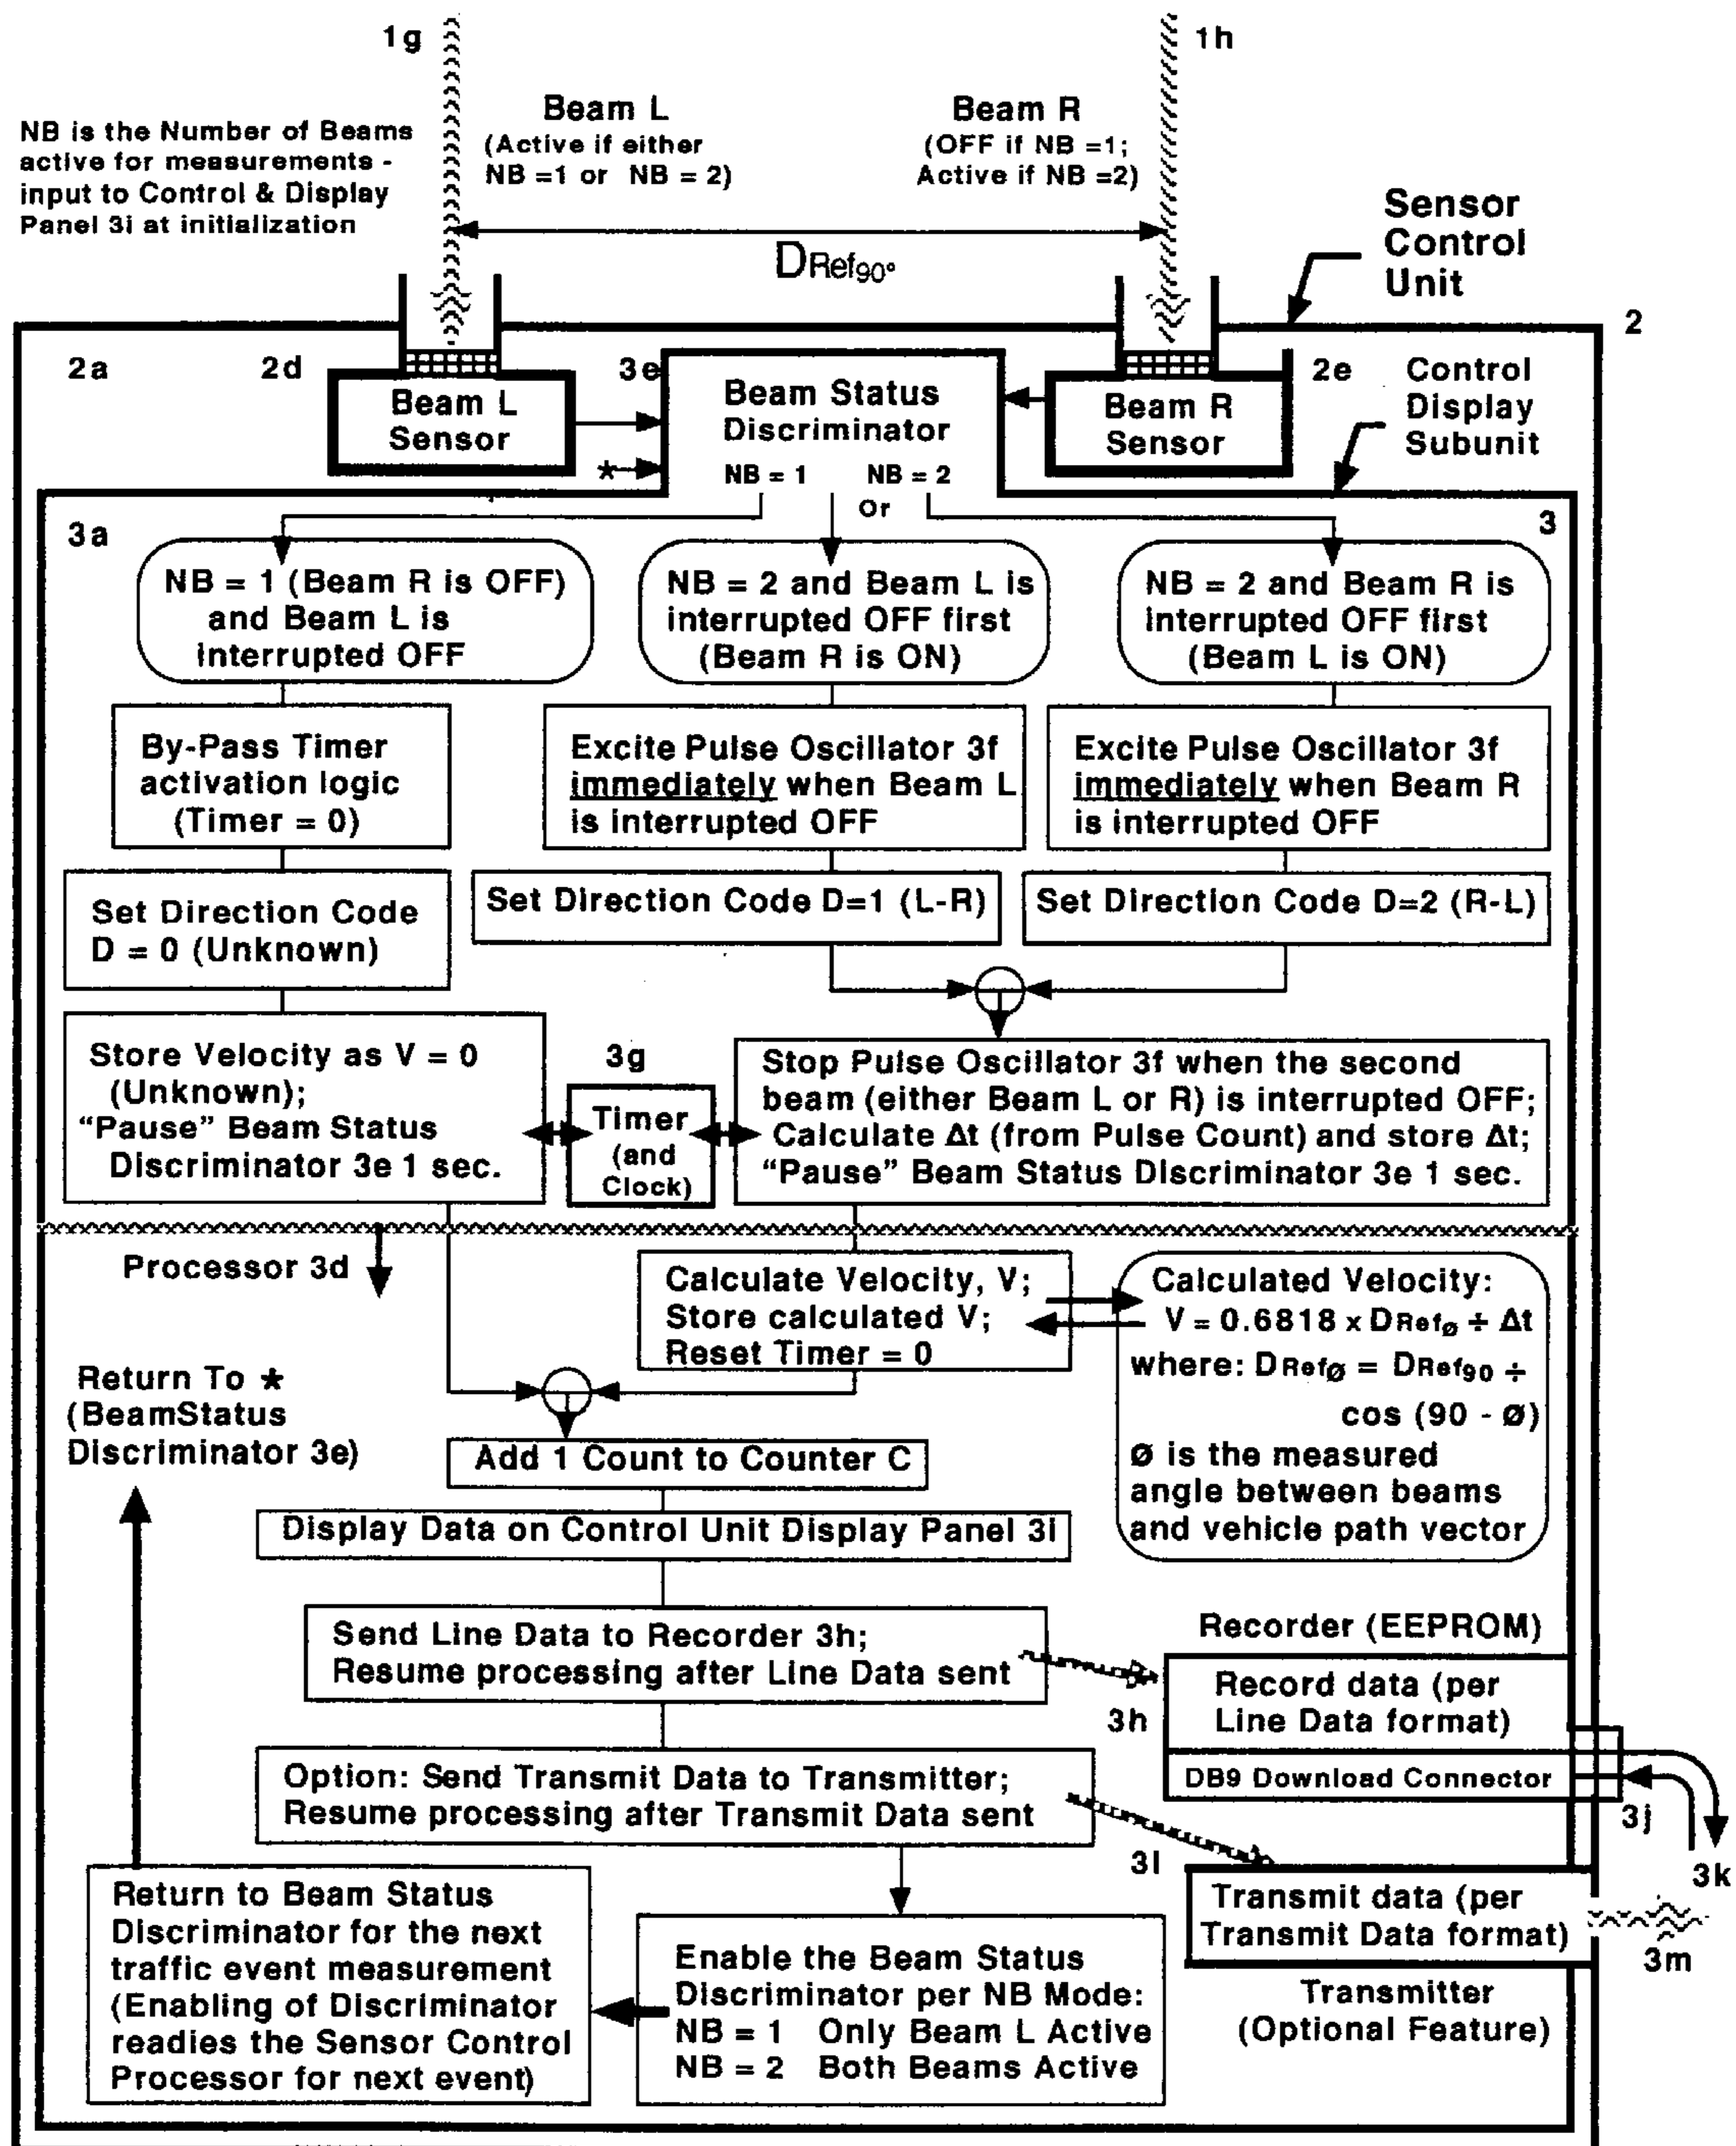 1g
1h
NB is the Number of Beams
active for measurements -
input to Control & Display
Panel 3i at initialization
Beam L
(Active if either
NB =1 or NB = 2)
Beam R
(OFF if NB =1;
Active if NB =2)
DRef90°
Sensor
Control
Unit
2
2a
2d
3e
2e
Beam L
Sensor
Beam Status
Discriminator
NB = 1 NB = 2
or
*
Beam R
Sensor
Control
Display
Subunit
3a
3
NB = 1 (Beam R is OFF)
and Beam L is
interrupted OFF
NB = 2 and Beam L is
interrupted OFF first
(Beam R is ON)
NB = 2 and Beam R is
interrupted OFF first
(Beam L is ON)
By-Pass Timer
activation logic
(Timer = 0)
Excite Pulse Oscillator 3f
immediately when Beam L
is interrupted OFF
Excite Pulse Oscillator 3f
immediately when Beam R
is interrupted OFF
Set Direction Code
D = 0 (Unknown)
Set Direction Code D=1 (L-R)
Set Direction Code D=2 (R-L)
Store Velocity as V = 0
(Unknown);
“Pause” Beam Status
Discriminator 3e 1 sec.
3g
Timer
(and
Clock)
Stop Pulse Oscillator 3f when the second
beam (either Beam L or R) is interrupted OFF;
Calculate Δt (from Pulse Count) and store Δt;
“Pause” Beam Status Discriminator 3e 1 sec.
Processor 3d
Calculate Velocity, V;
Store calculated V;
Reset Timer = 0
Calculated Velocity:
V = 0.6818 x DRefø ÷ Δt
where: DRefø = DRef90 ÷
cos (90 - ø)
ø is the measured
angle between beams
and vehicle path vector
Return To *
(BeamStatus
Discriminator 3e)
Add 1 Count to Counter C
Display Data on Control Unit Display Panel 3i
Send Line Data to Recorder 3h;
Resume processing after Line Data sent
Recorder (EEPROM)
3h
Record data (per
Line Data format)
DB9 Download Connector
3j
3k
Option: Send Transmit Data to Transmitter;
Resume processing after Transmit Data sent
3l
Transmit data (per
Transmit Data format)
3m
Transmitter
(Optional Feature)
Return to Beam Status
Discriminator for the next
traffic event measurement
(Enabling of Discriminator
readies the Sensor Control
Processor for next event)
Enable the Beam Status
Discriminator per NB Mode:
NB = 1 Only Beam L Active
NB = 2 Both Beams Active